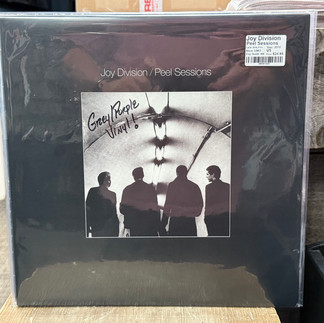 Joy Division
Peel Sessions
Joy Division / Peel Sessions
Grey/Purple
Vinyl!